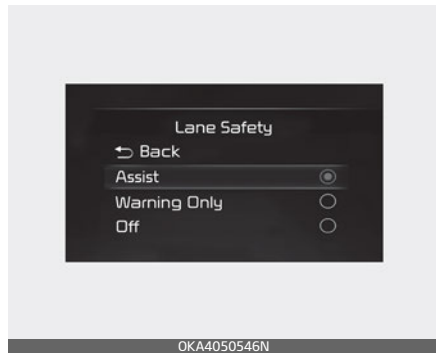 Lane Safety
Back
Assist
Warning Only
Off
OKA4050546N